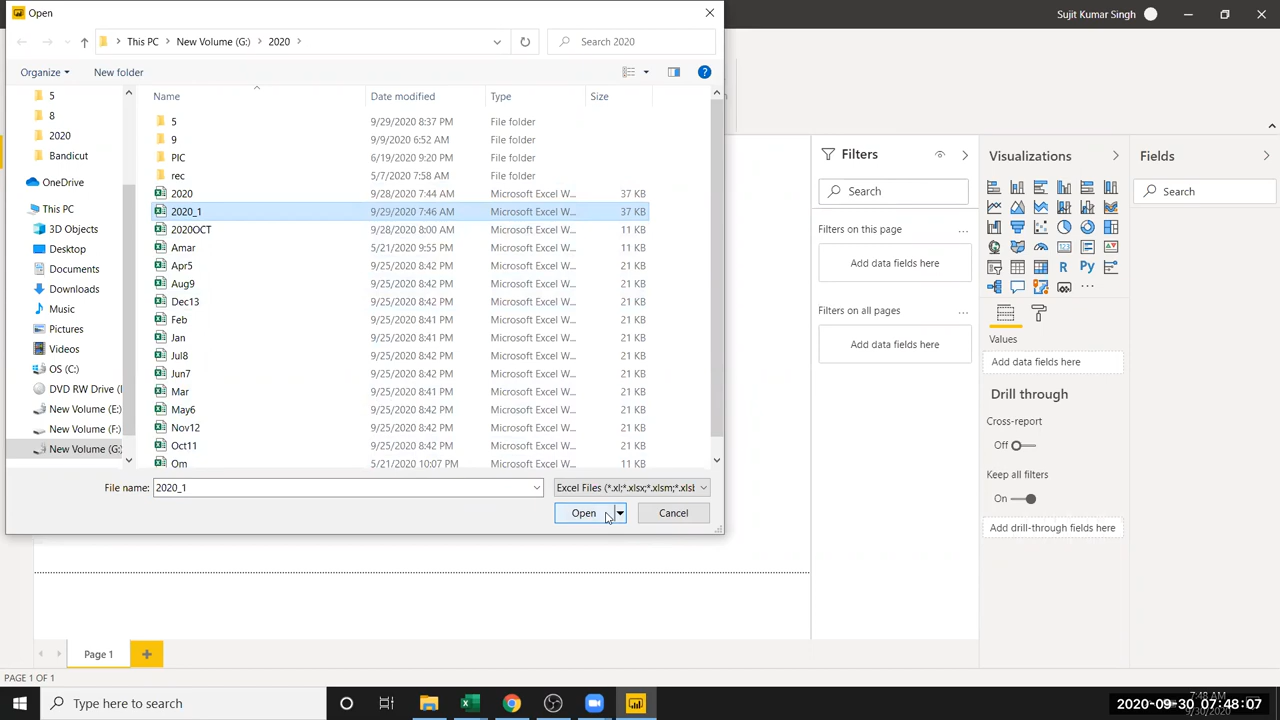 Open
Sujit Kumar Singh
This PC
New Volume (G:)
2020
Search 2020
Organize
New folder
Name
Date modified
Type
Size
5
8
2020
Bandicut
OneDrive
This PC
3D Objects
Desktop
Documents
Downloads
Music
Pictures
Videos
OS (C:)
DVD RW Drive (
New Volume (E:)
New Volume (F:)
New Volume (G:
5 9/29/2020 8:37 PM File folder
9 9/9/2020 6:52 AM File folder
PIC 6/19/2020 9:20 PM File folder
rec 5/7/2020 7:58 AM File folder
2020 9/28/2020 7:44 AM Microsoft Excel W... 37 KB
2020_1 9/29/2020 7:46 AM Microsoft Excel W... 37 KB
2020OCT 9/28/2020 8:00 AM Microsoft Excel W... 11 KB
Amar 5/21/2020 9:55 PM Microsoft Excel W... 11 KB
Apr5 9/25/2020 8:42 PM Microsoft Excel W... 21 KB
Aug9 9/25/2020 8:42 PM Microsoft Excel W... 21 KB
Dec13 9/25/2020 8:42 PM Microsoft Excel W... 21 KB
Feb 9/25/2020 8:41 PM Microsoft Excel W... 21 KB
Jan 9/25/2020 8:41 PM Microsoft Excel W... 21 KB
Jul8 9/25/2020 8:42 PM Microsoft Excel W... 21 KB
Jun7 9/25/2020 8:42 PM Microsoft Excel W... 21 KB
Mar 9/25/2020 8:42 PM Microsoft Excel W... 21 KB
May6 9/25/2020 8:42 PM Microsoft Excel W... 21 KB
Nov12 9/25/2020 8:42 PM Microsoft Excel W... 21 KB
Oct11 9/25/2020 8:42 PM Microsoft Excel W... 21 KB
Om 5/21/2020 10:07 PM Microsoft Excel W... 11 KB
File name: 2020_1
Excel Files (*.xl;*.xlsx;*.xlsm;*.xlsb
Open
Cancel
Filters
Search
Filters on this page
...
Add data fields here
Filters on all pages
...
Add data fields here
Visualizations
R
Py
...
Values
Add data fields here
Drill through
Cross-report
Off
Keep all filters
On
Add drill-through fields here
Fields
Search
Page 1
PAGE 1 OF 1
Type here to search
2020-09-30 07:48:07